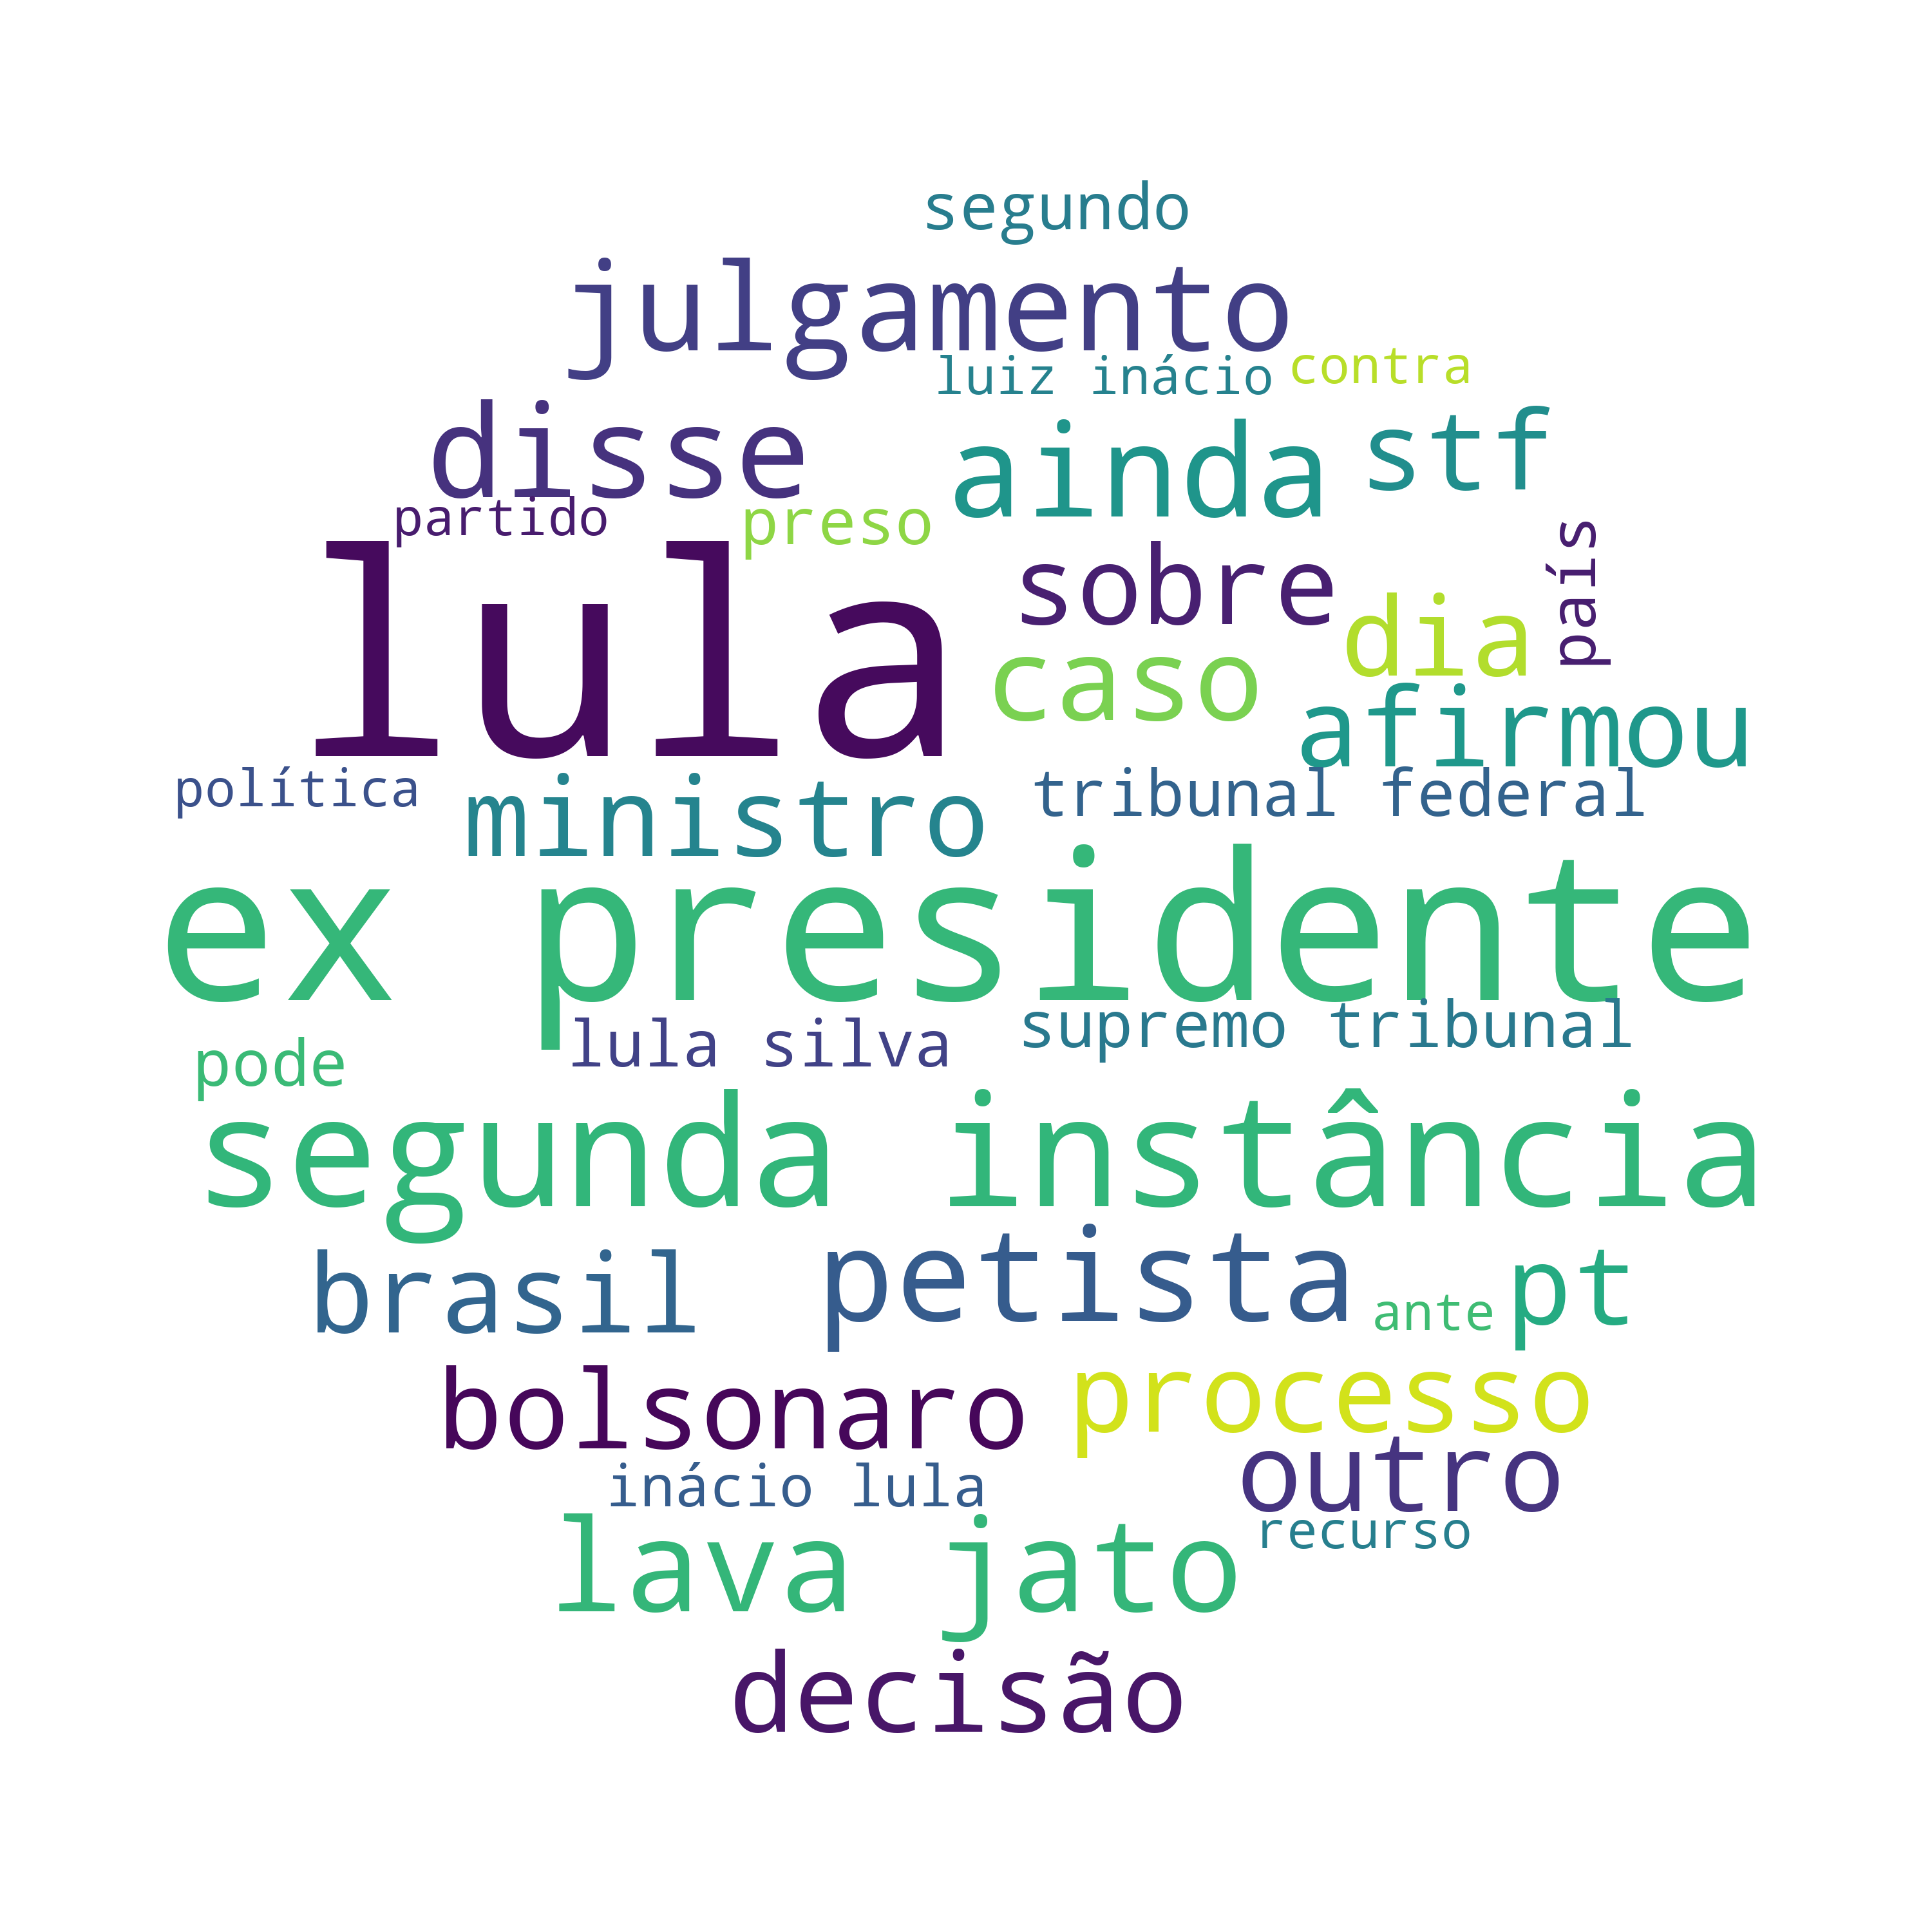 segundo
julgamento
luiz inácio contra
disse ainda stf
partido preso
lula sobre país
dia
caso
afirmou
política ministro tribunal federal
ex presidente
pode lula silva supremo tribunal
segunda instância
brasil petista ante pt
bolsonaro processo
outro
inácio lula recurso
lava jato
decisão